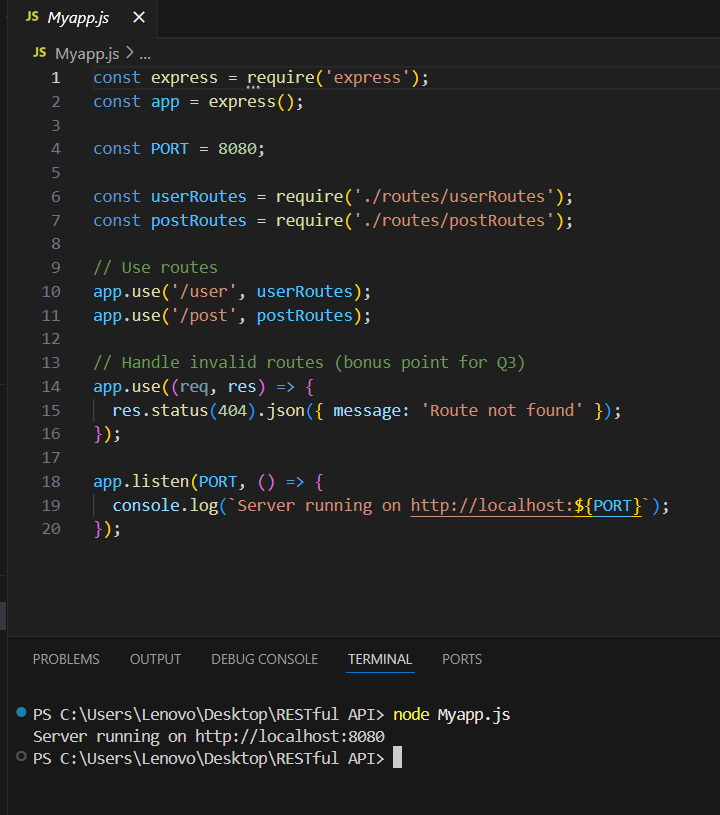 JS Myapp.js ×
JS Myapp.js > ...
1 const express = require('express');
2 const app = express();
3
4 const PORT = 8080;
5
6 const userRoutes = require('./routes/userRoutes');
7 const postRoutes = require('./routes/postRoutes');
8
9 // Use routes
10 app.use('/user', userRoutes);
11 app.use('/post', postRoutes);
12
13 // Handle invalid routes (bonus point for Q3)
14 app.use((req, res) => {
15   res.status(404).json({ message: 'Route not found' });
16 });
17
18 app.listen(PORT, () => {
19   console.log(`Server running on http://localhost:${PORT}`);
20 });
PROBLEMS OUTPUT DEBUG CONSOLE TERMINAL PORTS
PS C:\Users\Lenovo\Desktop\RESTful API> node Myapp.js
Server running on http://localhost:8080
PS C:\Users\Lenovo\Desktop\RESTful API>